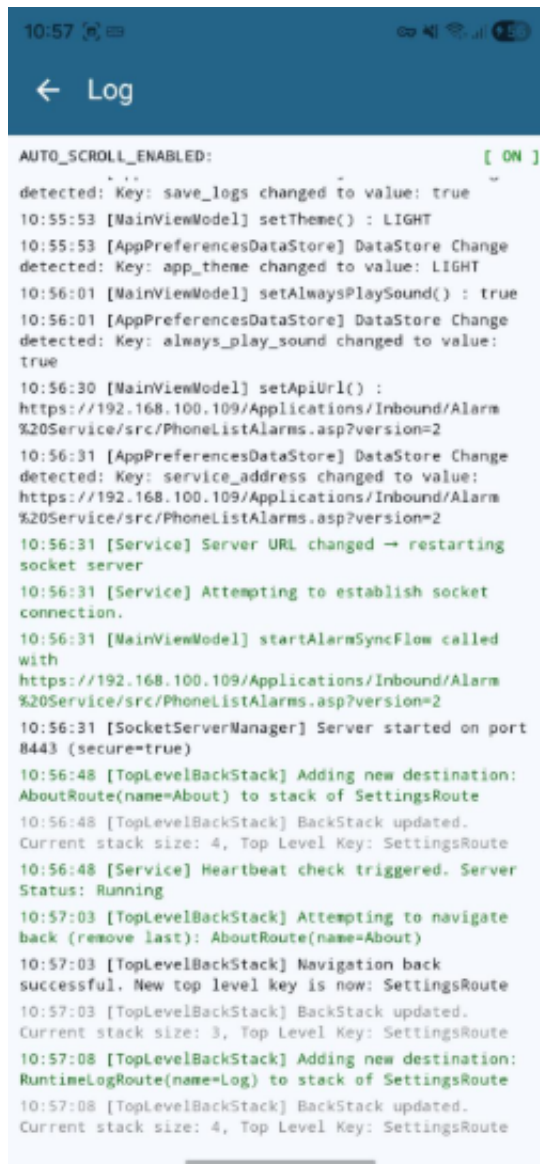 10:57
Log
AUTO_SCROLL_ENABLED: [ ON ]
detected: Key: save_logs changed to value: true
10:55:53 [MainViewModel] setTheme() : LIGHT
10:55:53 [AppPreferencesDataStore] DataStore Change
detected: Key: app_theme changed to value: LIGHT
10:56:01 [MainViewModel] setAlwaysPlaySound() : true
10:56:01 [AppPreferencesDataStore] DataStore Change
detected: Key: always_play_sound changed to value:
true
10:56:30 [MainViewModel] setApiUrl() :
https://192.168.100.109/Applications/Inbound/Alarm
%20Service/src/PhoneListAlarms.asp?version=2
10:56:31 [AppPreferencesDataStore] DataStore Change
detected: Key: service_address changed to value:
https://192.168.100.109/Applications/Inbound/Alarm
%20Service/src/PhoneListAlarms.asp?version=2
10:56:31 [Service] Server URL changed → restarting
socket server
10:56:31 [Service] Attempting to establish socket
connection.
10:56:31 [MainViewModel] startAlarmSyncFlow called
with
https://192.168.100.109/Applications/Inbound/Alarm
%20Service/src/PhoneListAlarms.asp?version=2
10:56:31 [SocketServerManager] Server started on port
8443 (secure=true)
10:56:48 [TopLevelBackStack] Adding new destination:
AboutRoute(name=About) to stack of SettingsRoute
10:56:48 [TopLevelBackStack] BackStack updated.
Current stack size: 4, Top Level Key: SettingsRoute
10:56:48 [Service] Heartbeat check triggered. Server
Status: Running
10:57:03 [TopLevelBackStack] Attempting to navigate
back (remove last): AboutRoute(name=About)
10:57:03 [TopLevelBackStack] Navigation back
successful. New top level key is now: SettingsRoute
10:57:03 [TopLevelBackStack] BackStack updated.
Current stack size: 3, Top Level Key: SettingsRoute
10:57:08 [TopLevelBackStack] Adding new destination:
RuntimeLogRoute(name=Log) to stack of SettingsRoute
10:57:08 [TopLevelBackStack] BackStack updated.
Current stack size: 4, Top Level Key: SettingsRoute